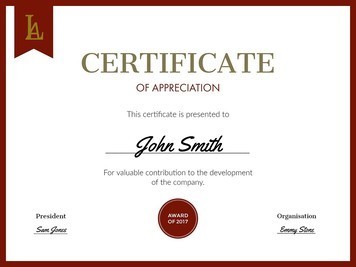 LA
CERTIFICATE
OF APPRECIATION
This certificate is presented to
John Smith
For valuable contribution to the development
of the company.
President
Sam Jones
AWARD
OF 2017
Organisation
Emmy Stone